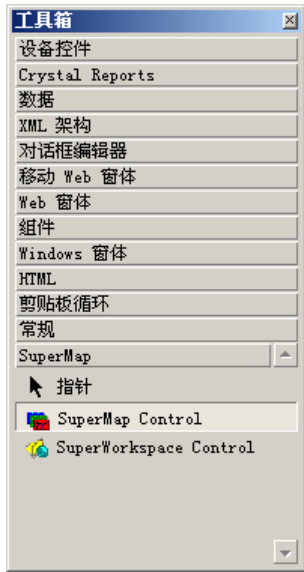 工具箱
设备控件
Crystal Reports
数据
XML 架构
对话框编辑器
移动 Web 窗体
Web 窗体
组件
Windows 窗体
HTML
剪贴板循环
常规
SuperMap
指针
SuperMap Control
SuperWorkspace Control